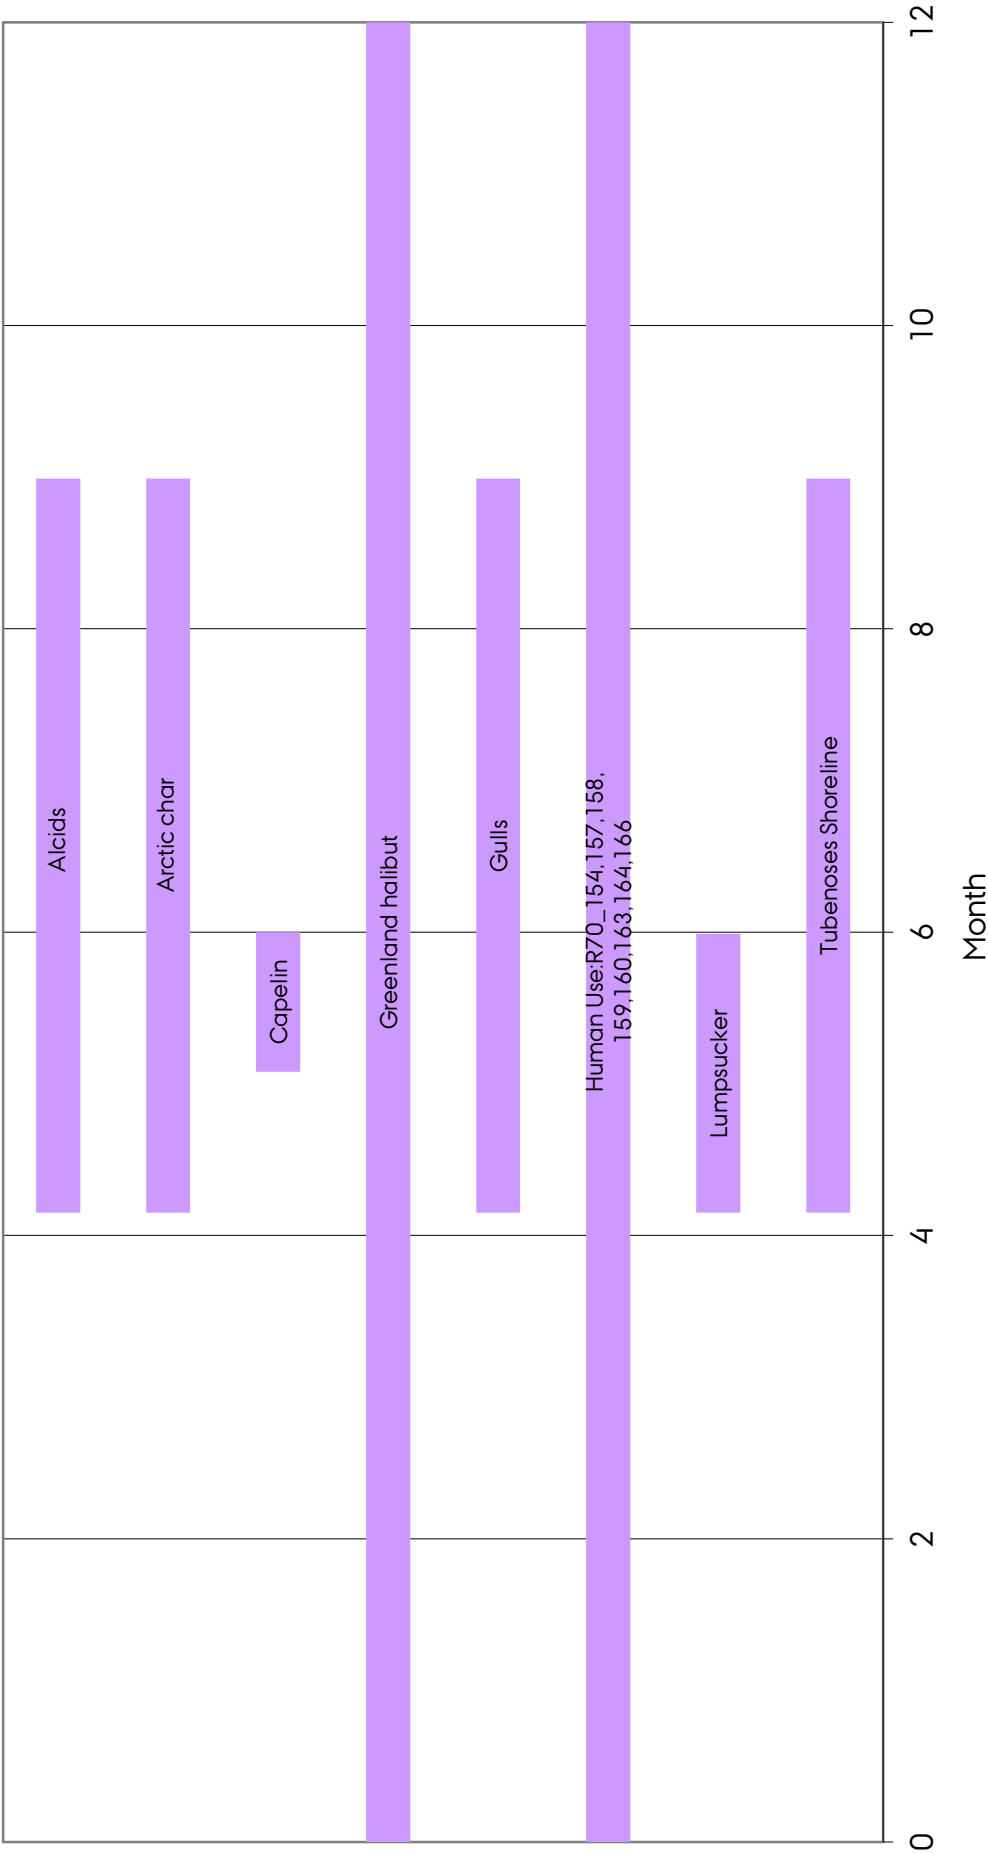 Alcids
Arctic char
Capelin
Greenland halibut
Gulls
Human Use:R70_154,157,158,
159,160,163,164,166
Lumpsucker
Tubenoses Shoreline
0
2
4
6
8
10
12
Month